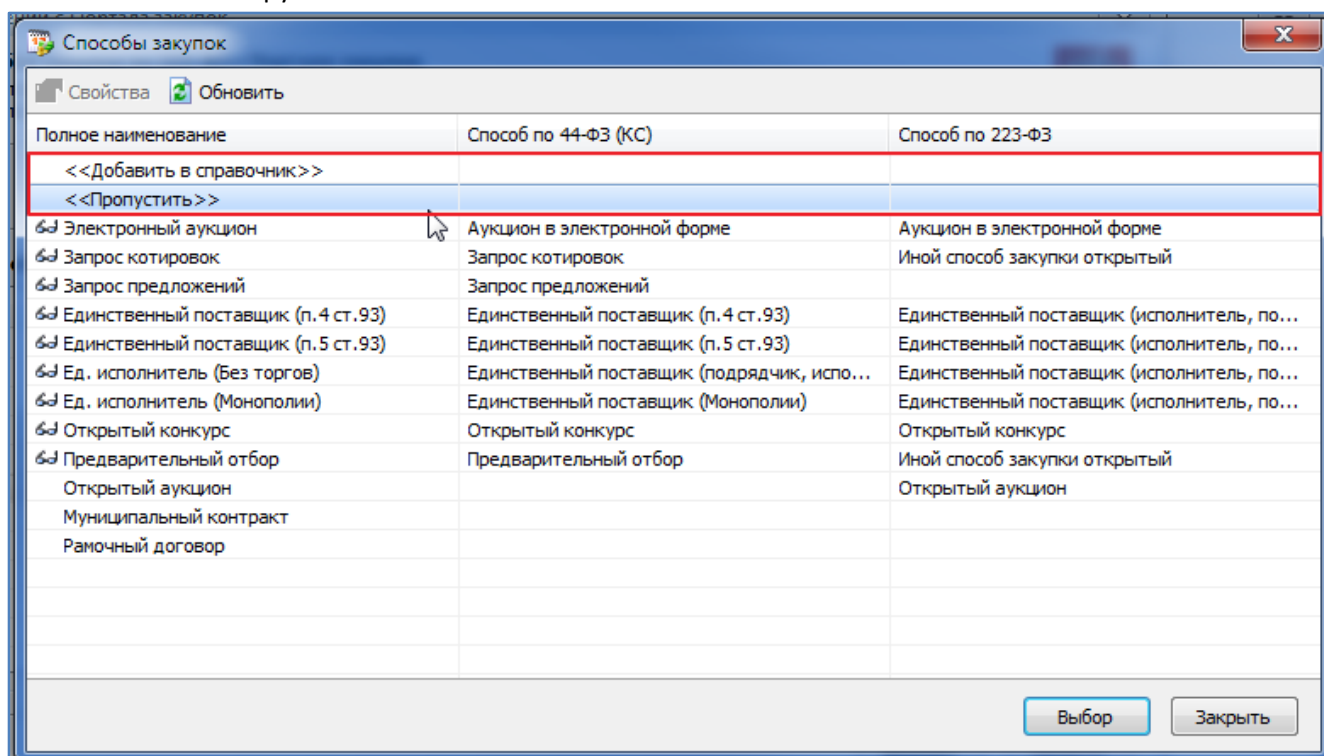 Способы закупок
Свойства Обновить
Полное наименование Способ по 44-ФЗ (КС) Способ по 223-ФЗ
<<Добавить в справочник>>
<<Пропустить>>
Электронный аукцион Аукцион в электронной форме Аукцион в электронной форме
Запрос котировок Запрос котировок Иной способ закупки открытый
Запрос предложений Запрос предложений
Единственный поставщик (п.4 ст.93) Единственный поставщик (п.4 ст.93) Единственный поставщик (исполнитель, по...
Единственный поставщик (п.5 ст.93) Единственный поставщик (п.5 ст.93) Единственный поставщик (исполнитель, по...
Ед. исполнитель (Без торгов) Единственный поставщик (подрядчик, испо... Единственный поставщик (исполнитель, по...
Ед. исполнитель (Монополии) Единственный поставщик (Монополии) Единственный поставщик (исполнитель, по...
Открытый конкурс Открытый конкурс Открытый конкурс
Предварительный отбор Предварительный отбор Иной способ закупки открытый
Открытый аукцион Открытый аукцион
Муниципальный контракт
Рамочный договор
Выбор Закрыть